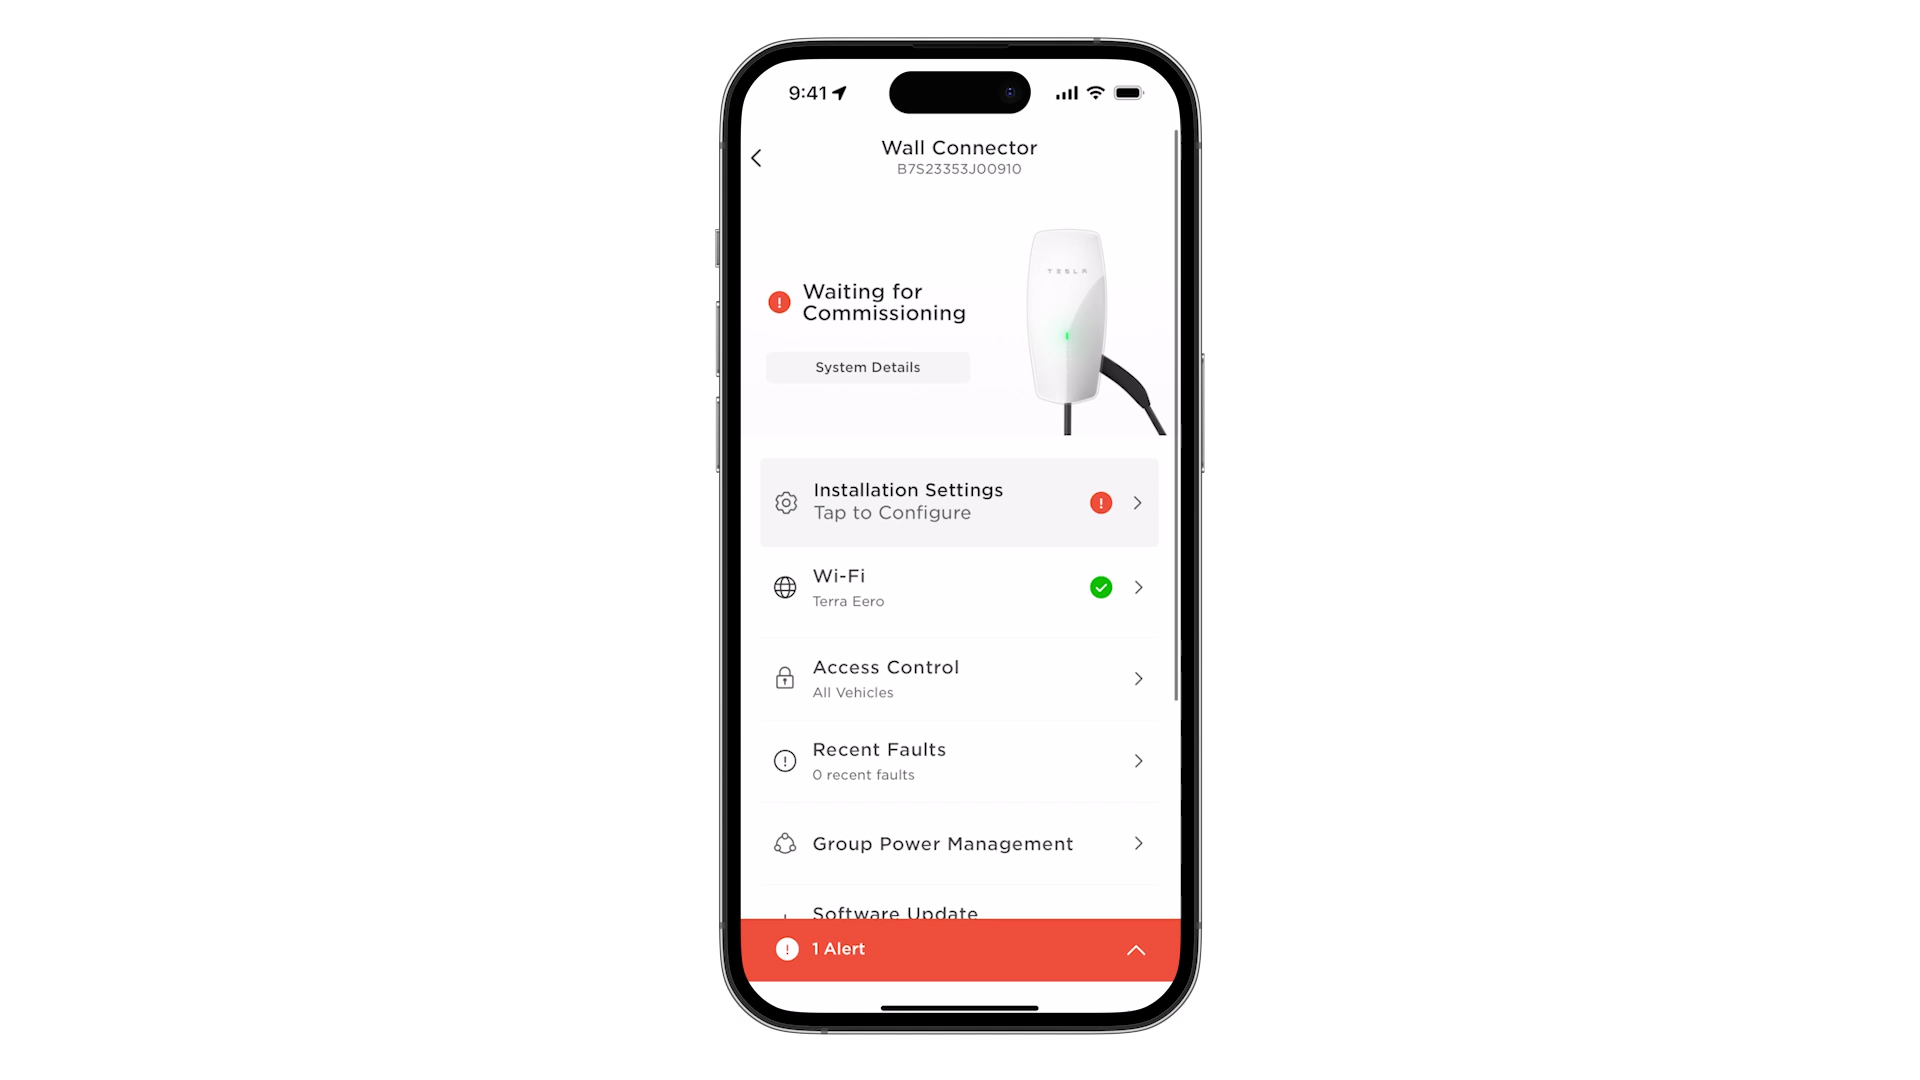 9:41
Wall Connector
B7S23353J00910
TESLA
Waiting for
Commissioning
System Details
Installation Settings
Tap to Configure
Wi-Fi
Terra Eero
Access Control
All Vehicles
Recent Faults
0 recent faults
Group Power Management
Software Update
1 Alert